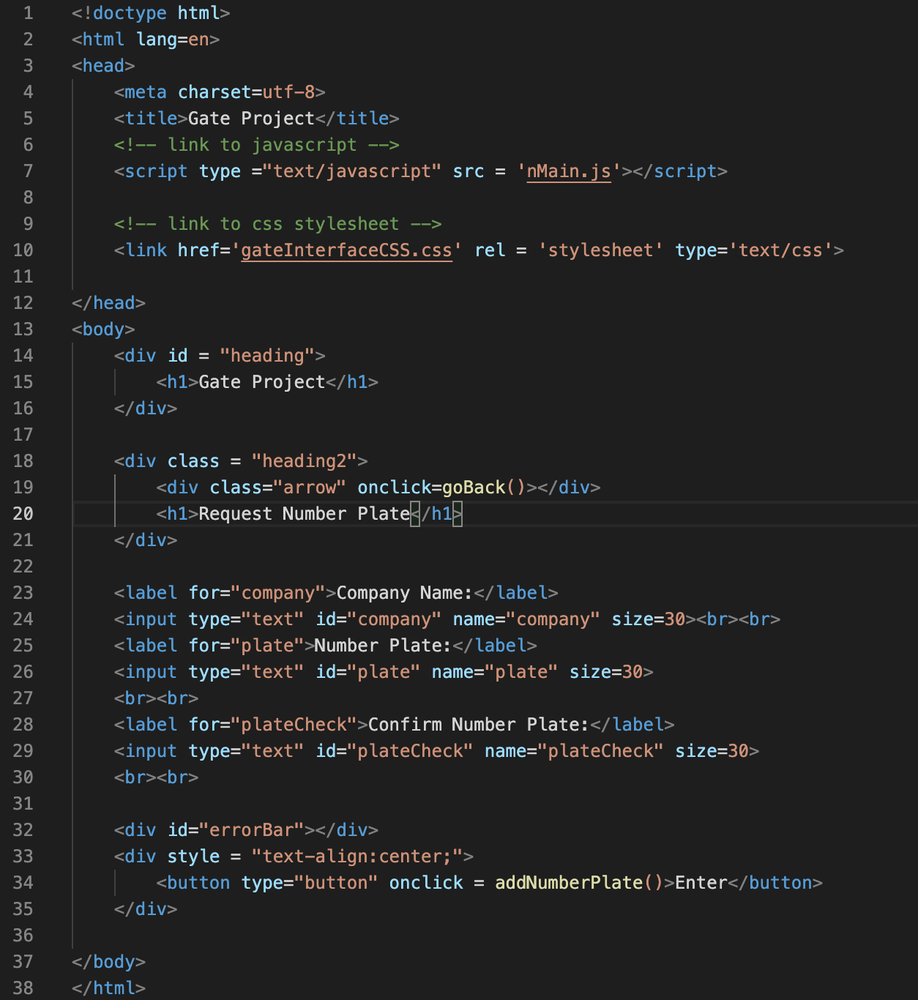 1 <!doctype html>
2 <html lang=en>
3 <head>
4     <meta charset=utf-8>
5     <title>Gate Project</title>
6     <!-- link to javascript -->
7     <script type ="text/javascript" src = 'nMain.js'></script>
8
9     <!-- link to css stylesheet -->
10     <link href='gateInterfaceCSS.css' rel = 'stylesheet' type='text/css'>
11
12 </head>
13 <body>
14     <div id = "heading">
15         <h1>Gate Project</h1>
16     </div>
17
18     <div class = "heading2">
19         <div class="arrow" onclick=goBack()></div>
20         <h1>Request Number Plate</h1>
21     </div>
22
23     <label for="company">Company Name:</label>
24     <input type="text" id="company" name="company" size=30><br><br>
25     <label for="plate">Number Plate:</label>
26     <input type="text" id="plate" name="plate" size=30>
27     <br><br>
28     <label for="plateCheck">Confirm Number Plate:</label>
29     <input type="text" id="plateCheck" name="plateCheck" size=30>
30     <br><br>
31
32     <div id="errorBar"></div>
33     <div style = "text-align:center;">
34         <button type="button" onclick = addNumberPlate()>Enter</button>
35     </div>
36
37 </body>
38 </html>